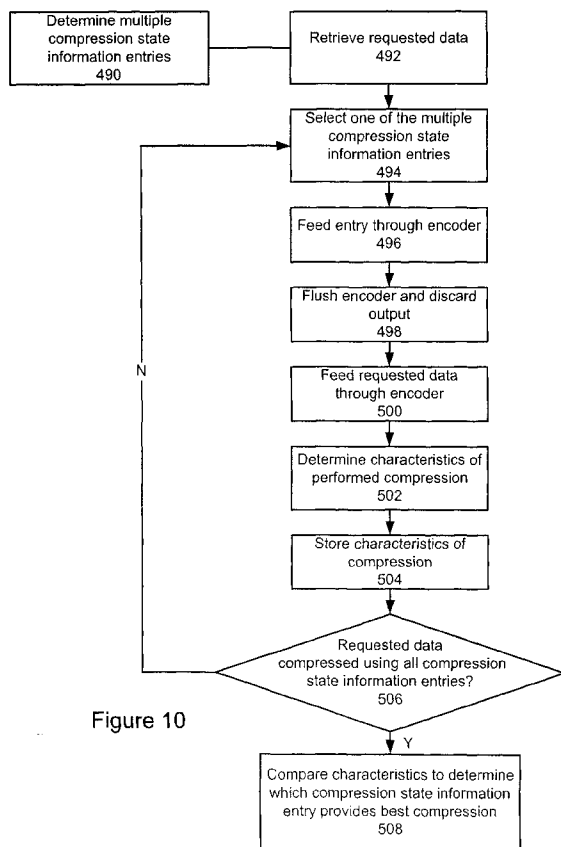 Determine multiple
compression state
information entries
490
Retrieve requested data
492
Select one of the multiple
compression state
information entries
494
Feed entry through encoder
496
Flush encoder and discard
output
498
N
Feed requested data
through encoder
500
Determine characteristics of
performed compression
502
Store characteristics of
compression
504
Requested data
compressed using all compression
state information entries?
506
Figure 10
Y
Compare characteristics to determine
which compression state information
entry provides best compression
508